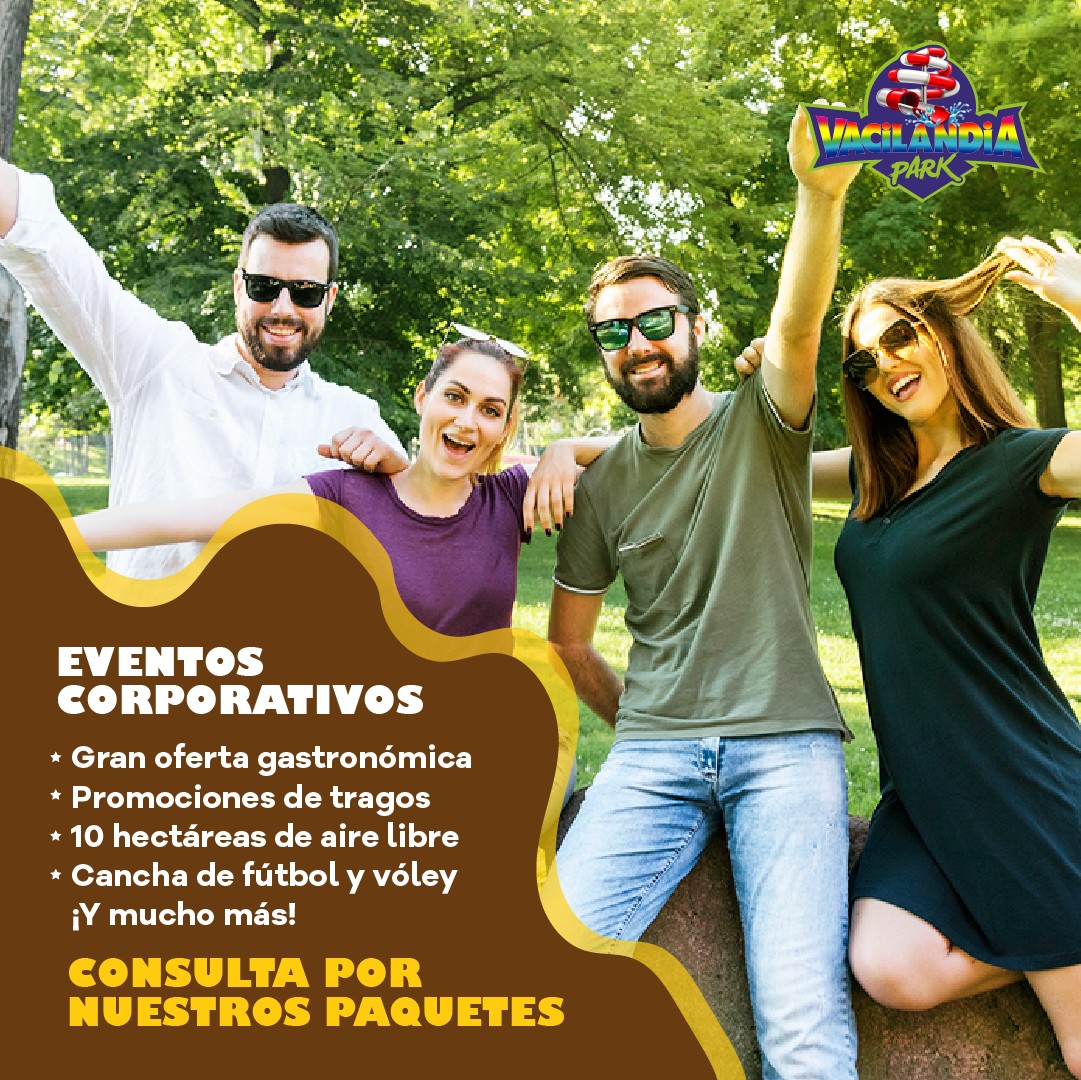 VACILANDIA
PARK
EVENTOS
CORPORATIVOS
* Gran oferta gastronómica
* Promociones de tragos
* 10 hectáreas de aire libre
* Cancha de fútbol y vóley
¡Y mucho más!
CONSULTA POR
NUESTROS PAQUETES